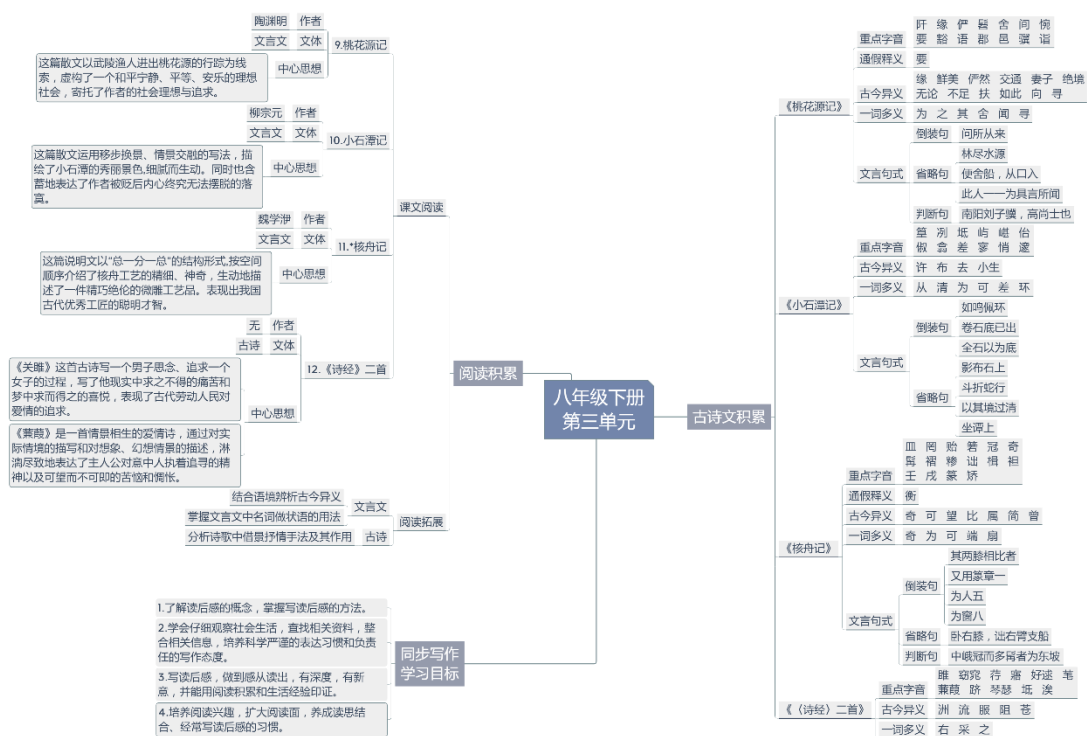 八年级下册
第三单元
阅读积累
课文阅读
9.桃花源记
陶渊明 作者
文言文 文体
中心思想
这篇散文以武陵渔人进出桃花源的行踪为线
索，虚构了一个和平宁静、平等、安乐的理想
社会，寄托了作者的社会理想与追求。
10.小石潭记
柳宗元 作者
文言文 文体
中心思想
这篇散文运用移步换景、情景交融的写法，描
绘了小石潭的秀丽景色,细腻而生动。同时也含
蓄地表达了作者被贬后内心终究无法摆脱的落
寞。
11.*核舟记
魏学洢 作者
文言文 文体
中心思想
这篇说明文以"总一分一总"的结构形式,按空间
顺序介绍了核舟工艺的精细、神奇，生动地描
述了一件精巧绝伦的微雕工艺品。表现出我国
古代优秀工匠的聪明才智。
12.《诗经》二首
无 作者
古诗 文体
中心思想
《关雎》这首古诗写一个男子思念、追求一个
女子的过程，写了他现实中求之不得的痛苦和
梦中求而得之的喜悦，表现了古代劳动人民对
爱情的追求。
《蒹葭》是一首情景相生的爱情诗，通过对实
际情境的描写和对想象、幻想情景的描述，淋
漓尽致地表达了主人公对意中人执着追寻的精
神以及可望而不可即的苦恼和惆怅。
阅读拓展
文言文
结合语境辨析古今异义
掌握文言文中名词做状语的用法
分析诗歌中借景抒情手法及其作用 古诗
同步写作
学习目标
1.了解读后感的概念，掌握写读后感的方法。
2.学会仔细观察社会生活，查找相关资料，整
合相关信息，培养科学严谨的表达习惯和负责
任的写作态度。
3.写读后感，做到感从读出，有深度，有新
意，并能用阅读积累和生活经验印证。
4.培养阅读兴趣，扩大阅读面，养成读思结
合、经常写读后感的习惯。
古诗文积累
《桃花源记》
重点字音
阡 缘 俨 髫 舍 间 惋
要 豁 语 郡 邑 骥 诣
通假释义 要
古今异义
缘 鲜美 俨然 交通 妻子 绝境
无论 不足 扶 如此 向 寻
一词多义 为 之 其 舍 闻 寻
文言句式
倒装句 问所从来
省略句
林尽水源
便舍船，从口入
此人一一为具言所闻
判断句 南阳刘子骥，高尚士也
《小石潭记》
重点字音
篁 冽 坻 屿 嵁 佁
俶 翕 差 寥 悄 邃
古今异义 许 布 去 小生
一词多义 从 清 为 可 差 环
文言句式
倒装句
如鸣佩环
卷石底已出
全石以为底
省略句
影布石上
斗折蛇行
以其境过清
坐潭上
《核舟记》
重点字音
皿 罔 贻 箬 冠 奇
髯 褶 糁 诎 楫 袒
壬 戌 篆 矫
通假释义 衡
古今异义 奇 可 望 比 属 简 曾
一词多义 奇 为 可 端 扇
文言句式
倒装句
其两膝相比者
又用篆章一
为人五
为窗八
省略句 卧右膝，诎右臂支船
判断句 中峨冠而多髯者为东坡
《〈诗经〉二首》
重点字音
雎 窈窕 荇 寤 好逑 芼
蒹葭 跻 琴瑟 坻 涘
古今异义 洲 流 服 阻 苍
一词多义 右 采 之